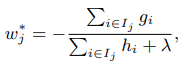 w_j^* = -\frac{\sum_{i \in I_j} g_i}{\sum_{i \in I_j} h_i + \lambda},